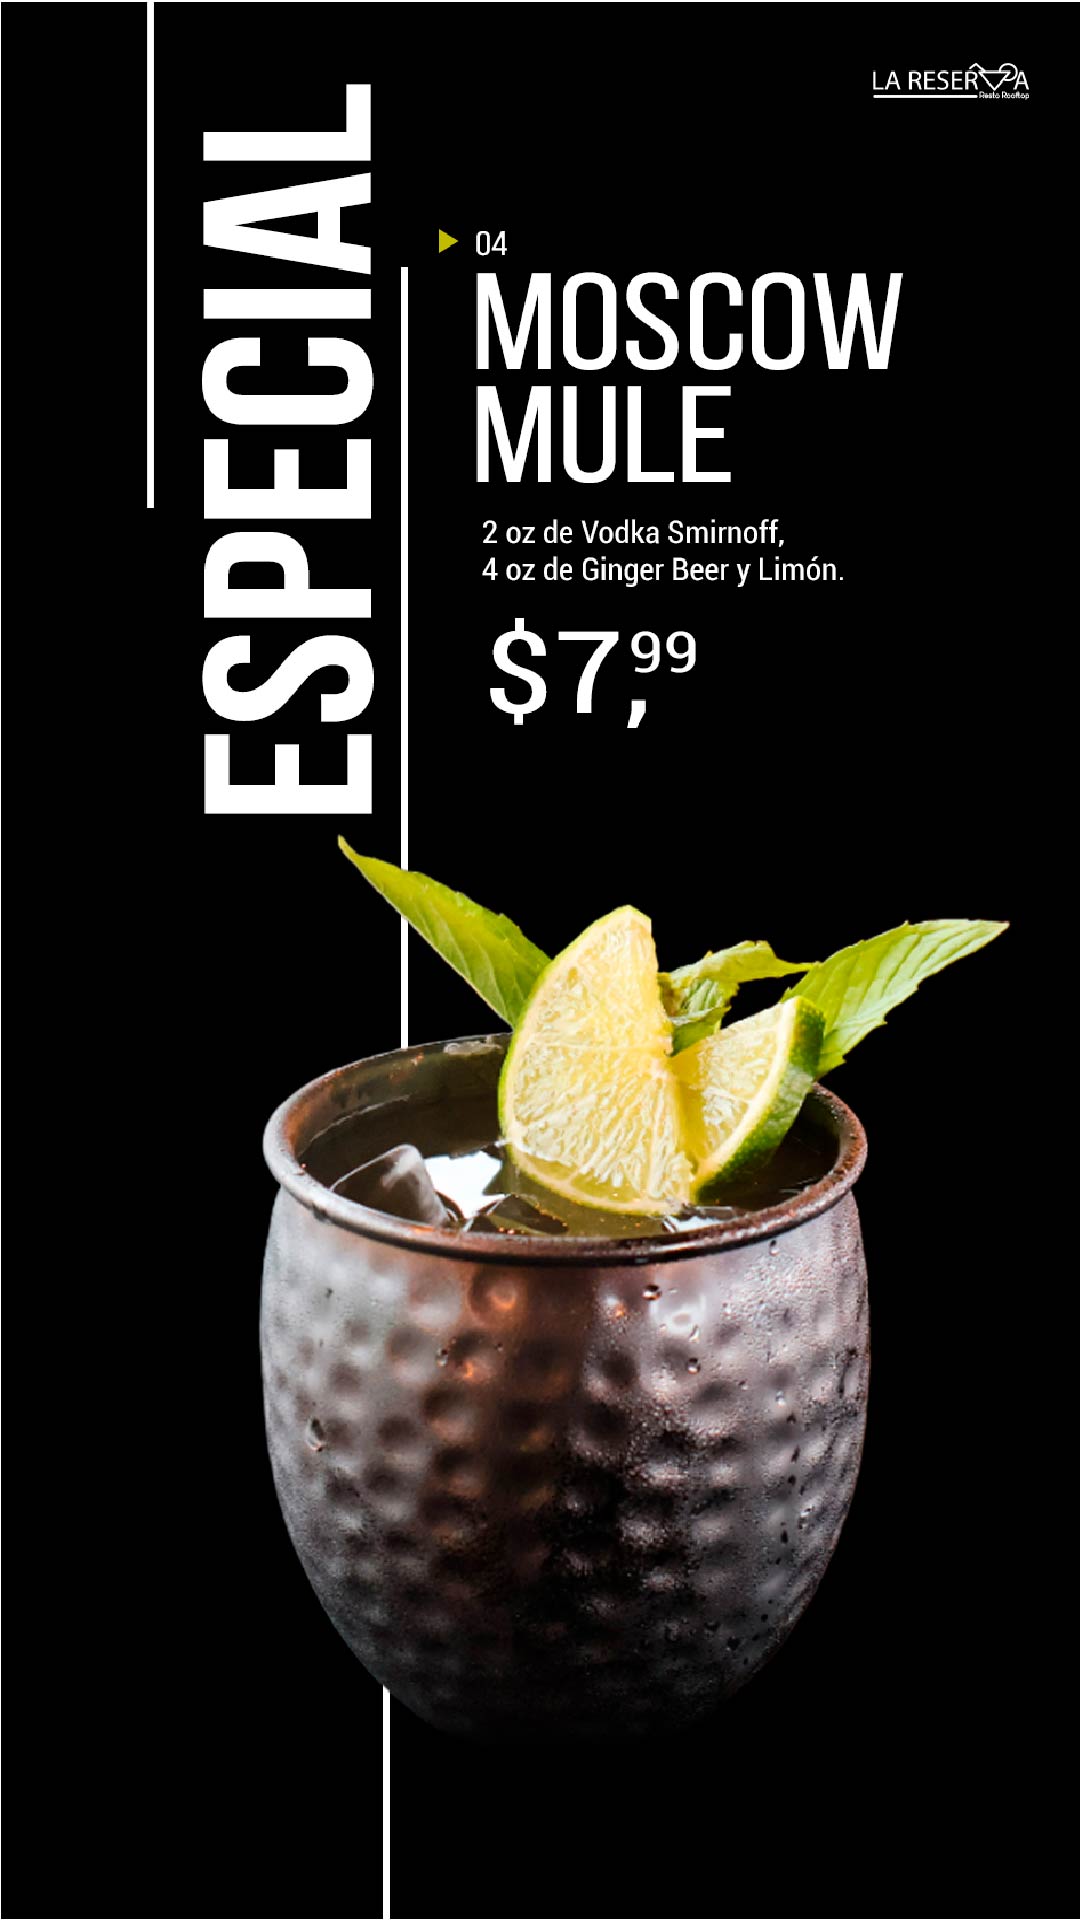 LA RESERVA
Resto Rooftop
ESPECIAL
04
MOSCOW
MULE
2 oz de Vodka Smirnoff,
4 oz de Ginger Beer y Limón.
$7,99